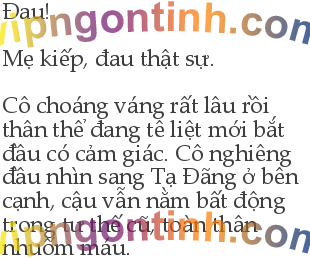 Đau!
vipngontinh.com
Mẹ kiếp, đau thật sự.
Cô choáng váng rất lâu rồi
thân thể đang tê liệt mới bắt
đầu có cảm giác. Cô nghiêng
đầu nhìn sang Tạ Đãng ở bên
cạnh, cậu vẫn nằm bất động
trong tư thế cũ, toàn thân
vipngontinh.com
nhuốm máu.